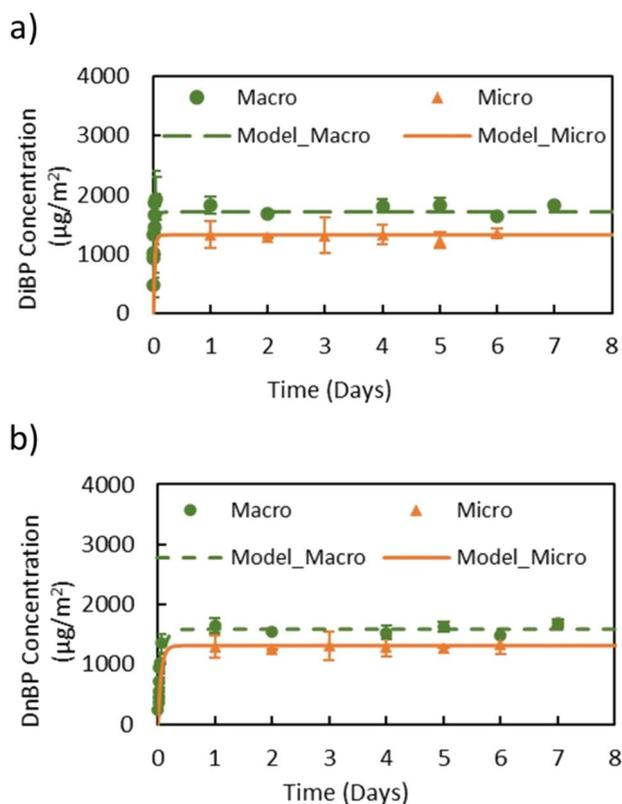 a)
4000
3000
2000
1000
0
DiBP Concentration
(µg/m²)
Macro
Micro
Model_Macro
Model_Micro
0 1 2 3 4 5 6 7 8
Time (Days)
b)
4000
3000
2000
1000
0
DnBP Concentration
(µg/m²)
Macro
Micro
Model_Macro
Model_Micro
0 1 2 3 4 5 6 7 8
Time (Days)